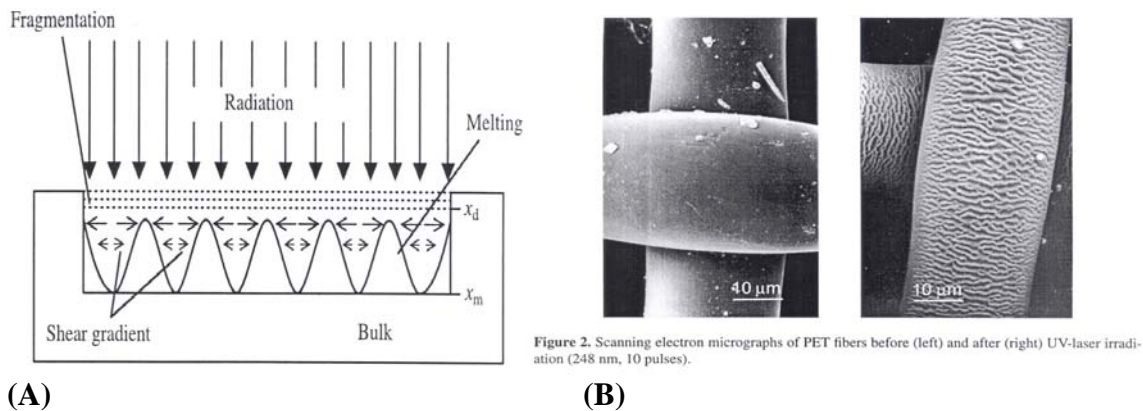 Fragmentation
Radiation
Melting
x_d
x_m
Shear gradient
Bulk
40 μm
10 μm
Figure 2. Scanning electron micrographs of PET fibers before (left) and after (right) UV-laser irradi-
ation (248 nm, 10 pulses).
(A)
(B)